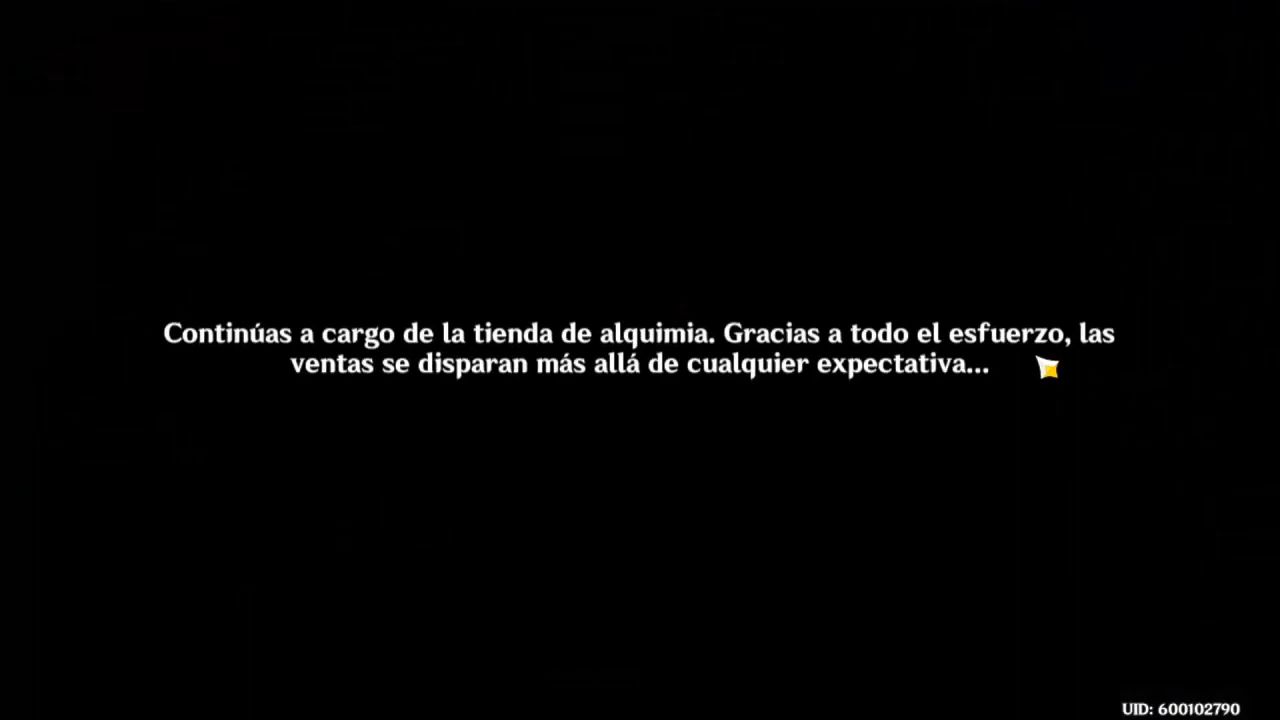 Continúas a cargo de la tienda de alquimia. Gracias a todo el esfuerzo, las
ventas se disparan más allá de cualquier expectativa...
UID: 600102790